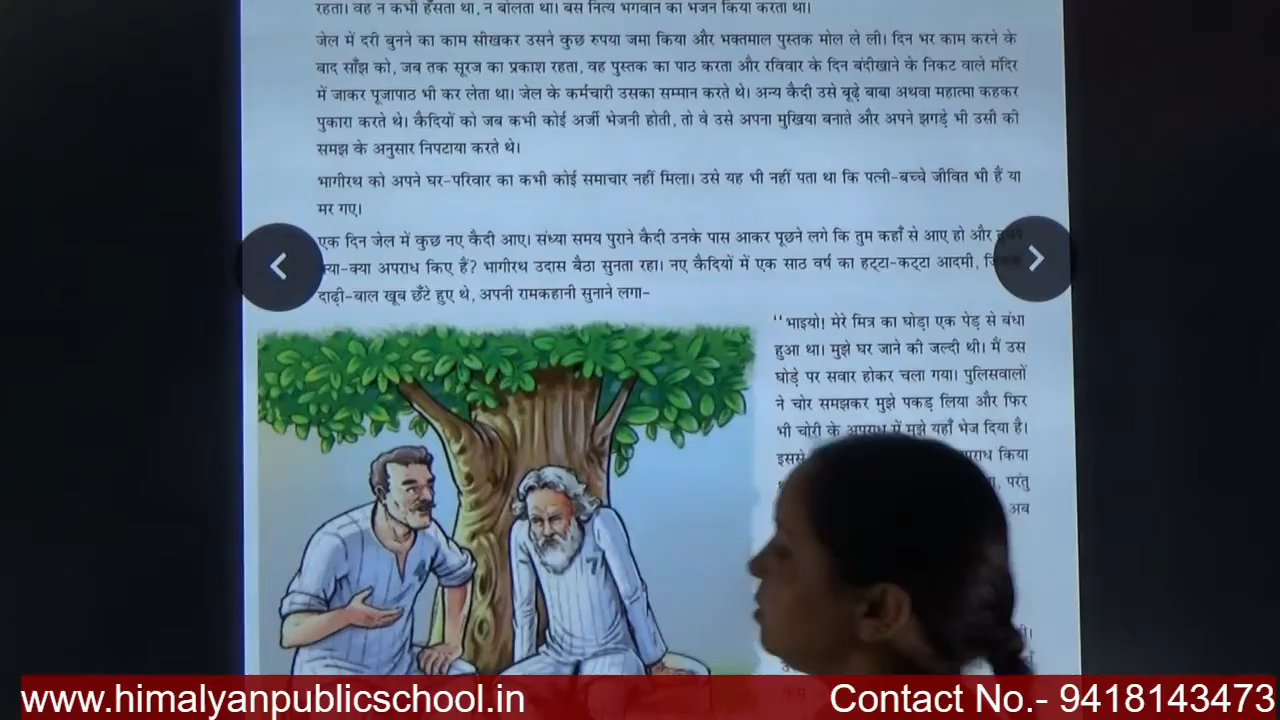 रहता। वह न कभी हँसता था, न बोलता था। बस नित्य भगवान का भजन किया करता था।
जेल में दरी बुनने का काम सीखकर उसने कुछ रुपया जमा किया और भक्तमाल पुस्तक मोल ले ली। दिन भर काम करने के
बाद साँझ को, जब तक सूरज का प्रकाश रहता, वह पुस्तक का पाठ करता और रविवार के दिन बंदीखाने के निकट वाले मंदिर
में जाकर पूजापाठ भी कर लेता था। जेल के कर्मचारी उसका सम्मान करते थे। अन्य कैदी उसे बूढ़े बाबा अथवा महात्मा कहकर
पुकारा करते थे। कैदियों को जब कभी कोई अर्जी भेजनी होती, तो वे उसे अपना मुखिया बनाते और अपने झगड़े भी उसी की
समझ के अनुसार निपटाया करते थे।
भागीरथ को अपने घर-परिवार का कभी कोई समाचार नहीं मिला। उसे यह भी नहीं पता था कि पत्नी-बच्चे जीवित भी हैं या
मर गए।
एक दिन जेल में कुछ नए कैदी आए। संध्या समय पुराने कैदी उनके पास आकर पूछने लगे कि तुम कहाँ से आए हो और
क्या-क्या अपराध किए हैं? भागीरथ उदास बैठा सुनता रहा। नए कैदियों में एक साठ वर्ष का हट्टा-कट्टा आदमी,
दाढ़ी-बाल खूब छँटे हुए थे, अपनी रामकहानी सुनाने लगा-
“भाइयो! मेरे मित्र का घोड़ा एक पेड़ से बंधा
हुआ था। मुझे घर जाने की जल्दी थी। मैं उस
घोड़े पर सवार होकर चला गया। पुलिसवालों
ने चोर समझकर मुझे पकड़ लिया और फिर
भी चोरी के अपराध में मुझे यहाँ भेज दिया है।
इससे किया
परंतु
अब
7
www.himalyanpublicschool.in
Contact No.- 9418143473